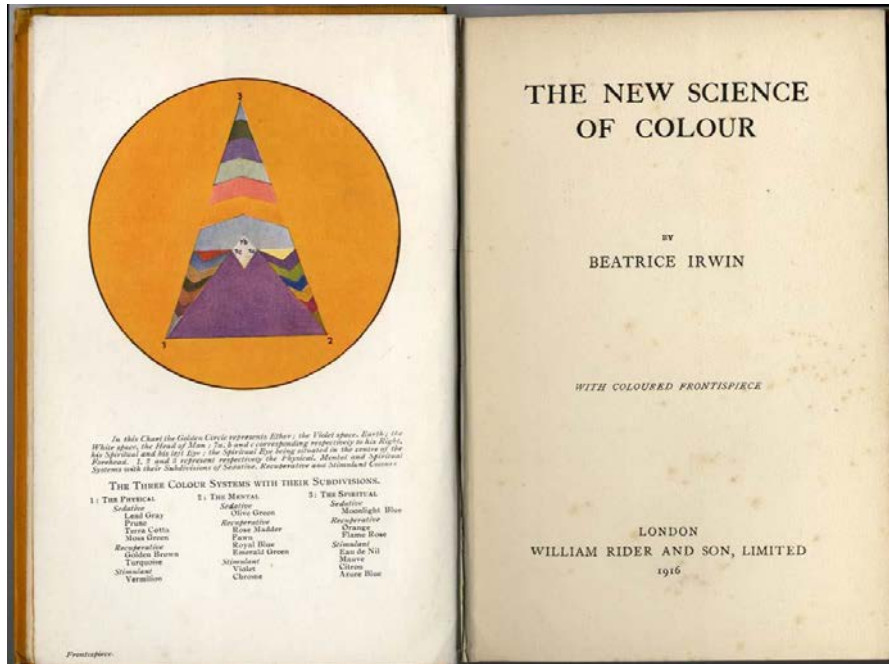 3
7b
7a
7c
1
2
In this Chart the Golden Circle represents Ether; the Violet space, Earth; the
White space, the Head of Man; 7a, b and c corresponding respectively to his Right,
his Spiritual and his left Eye; the Spiritual Eye being situated in the centre of the
Forehead. 1, 2 and 3 represent respectively the Physical, Mental and Spiritual
Systems with their Subdivisions of Sedative, Recuperative and Stimulant Colours
THE THREE COLOUR SYSTEMS WITH THEIR SUBDIVISIONS.
1: THE PHYSICAL
Sedative
Lead Gray
Prune
Terra Cotta
Moss Green
Recuperative
Golden Brown
Turquoise
Stimulant
Vermilion
2: THE MENTAL
Sedative
Olive Green
Recuperative
Rose Madder
Fawn
Royal Blue
Emerald Green
Stimulant
Violet
Chrome
3: THE SPIRITUAL
Sedative
Moonlight Blue
Recuperative
Orange
Flame Rose
Stimulant
Eau de Nil
Mauve
Citron
Azure Blue
Frontispiece.
THE NEW SCIENCE
OF COLOUR
BY
BEATRICE IRWIN
WITH COLOURED FRONTISPIECE
LONDON
WILLIAM RIDER AND SON, LIMITED
1916